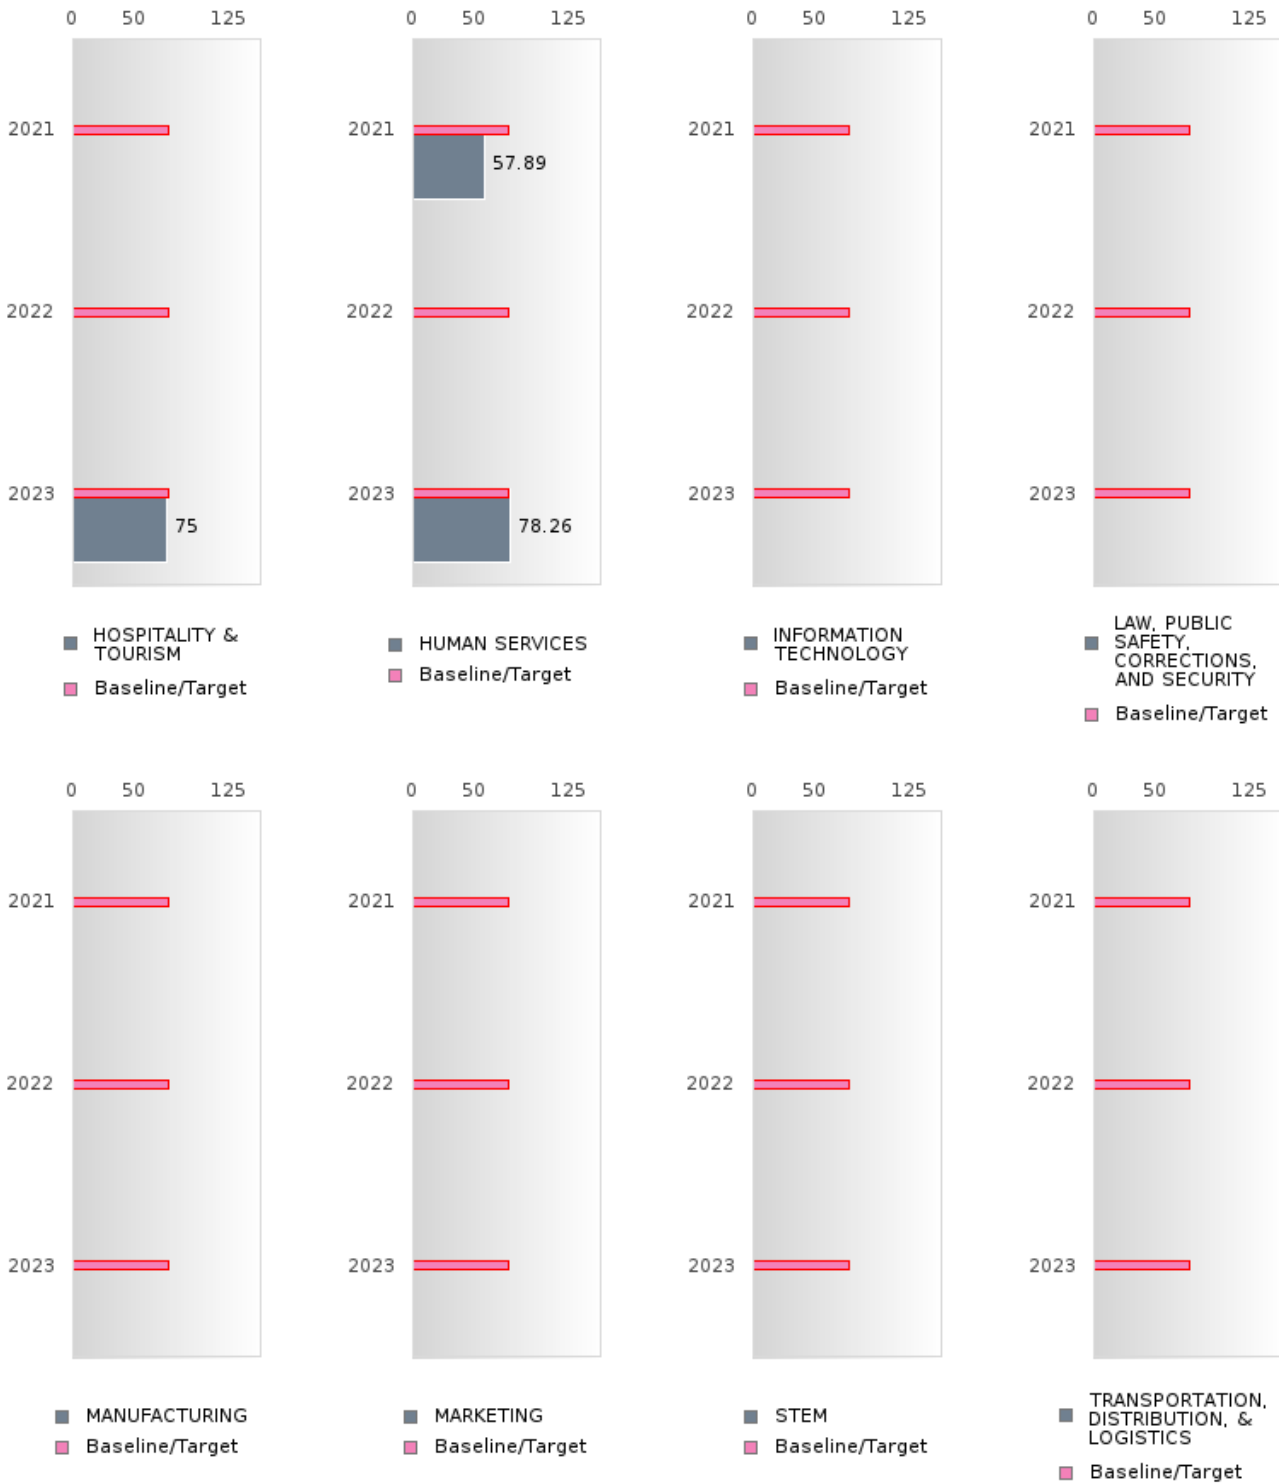 0 50 125
2021
2022
2023
75
HOSPITALITY &
TOURISM
Baseline/Target
0 50 125
2021
57.89
2022
2023
78.26
HUMAN SERVICES
Baseline/Target
0 50 125
2021
2022
2023
INFORMATION
TECHNOLOGY
Baseline/Target
0 50 125
2021
2022
2023
LAW, PUBLIC
SAFETY,
CORRECTIONS,
AND SECURITY
Baseline/Target
0 50 125
2021
2022
2023
MANUFACTURING
Baseline/Target
0 50 125
2021
2022
2023
MARKETING
Baseline/Target
0 50 125
2021
2022
2023
STEM
Baseline/Target
0 50 125
2021
2022
2023
TRANSPORTATION,
DISTRIBUTION, &
LOGISTICS
Baseline/Target